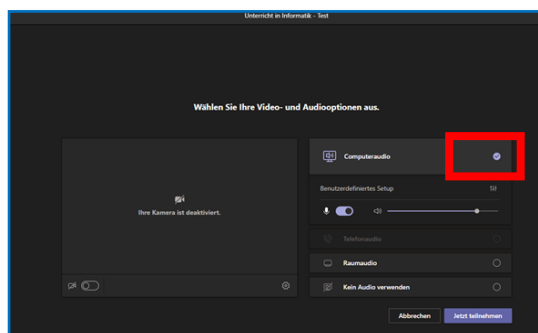 Unterricht in Informatik - Test
Wählen Sie Ihre Video- und Audiooptionen aus.
Computeraudio
Benutzerdefiniertes Setup
Ihre Kamera ist deaktiviert.
Telefonaudio
Raumaudio
Kein Audio verwenden
Abbrechen
Jetzt teilnehmen